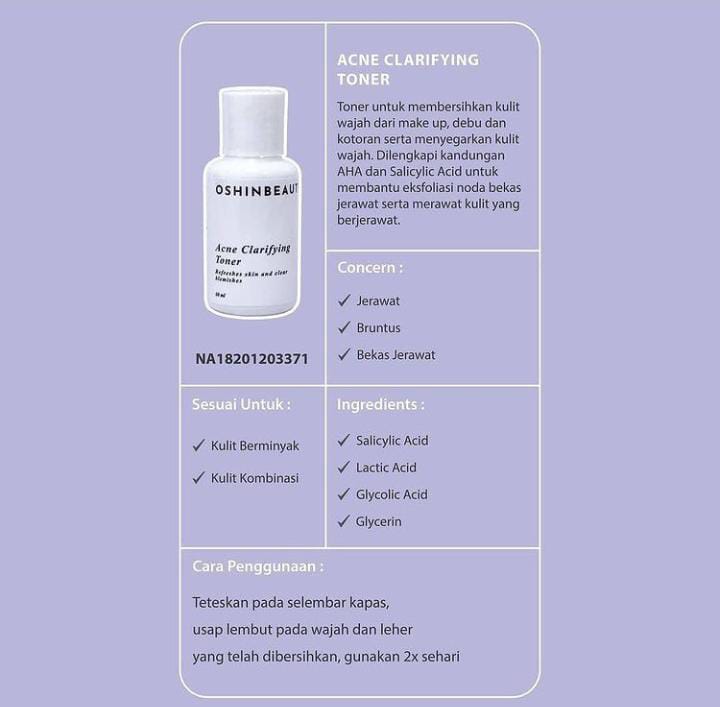 ACNE CLARIFYING
TONER
Toner untuk membersihkan kulit
wajah dari make up, debu dan
kotoran serta menyegarkan kulit
wajah. Dilengkapi kandungan
AHA dan Salicylic Acid untuk
membantu eksfoliasi noda bekas
jerawat serta merawat kulit yang
berjerawat.
OSHINBEAUT
Acne Clarifying
Toner
Refreshes skin and clear
blemishes
NA18201203371
Concern :
Jerawat
Bruntus
Bekas Jerawat
Sesuai Untuk :
Kulit Berminyak
Kulit Kombinasi
Ingredients :
Salicylic Acid
Lactic Acid
Glycolic Acid
Glycerin
Cara Penggunaan :
Teteskan pada selembar kapas,
usap lembut pada wajah dan leher
yang telah dibersihkan, gunakan 2x sehari